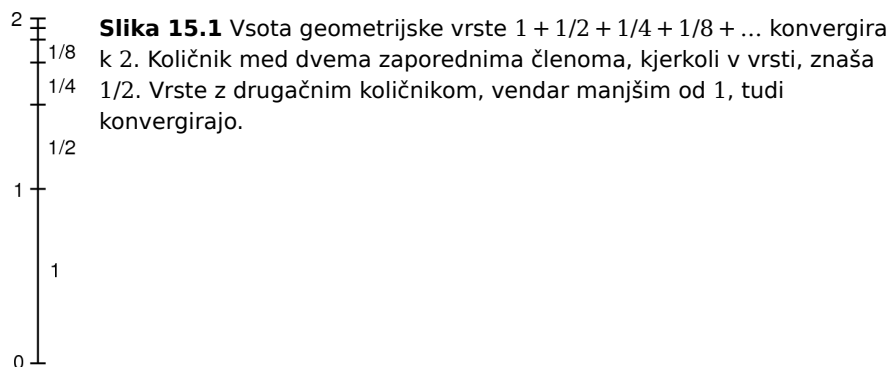 2
1/8
1/4
1/2
1
1
0
Slika 15.1 Vsota geometrijske vrste 1 + 1/2 + 1/4 + 1/8 + … konvergira
k 2. Količnik med dvema zaporednima členoma, kjerkoli v vrsti, znaša
1/2. Vrste z drugačnim količnikom, vendar manjšim od 1, tudi
konvergirajo.